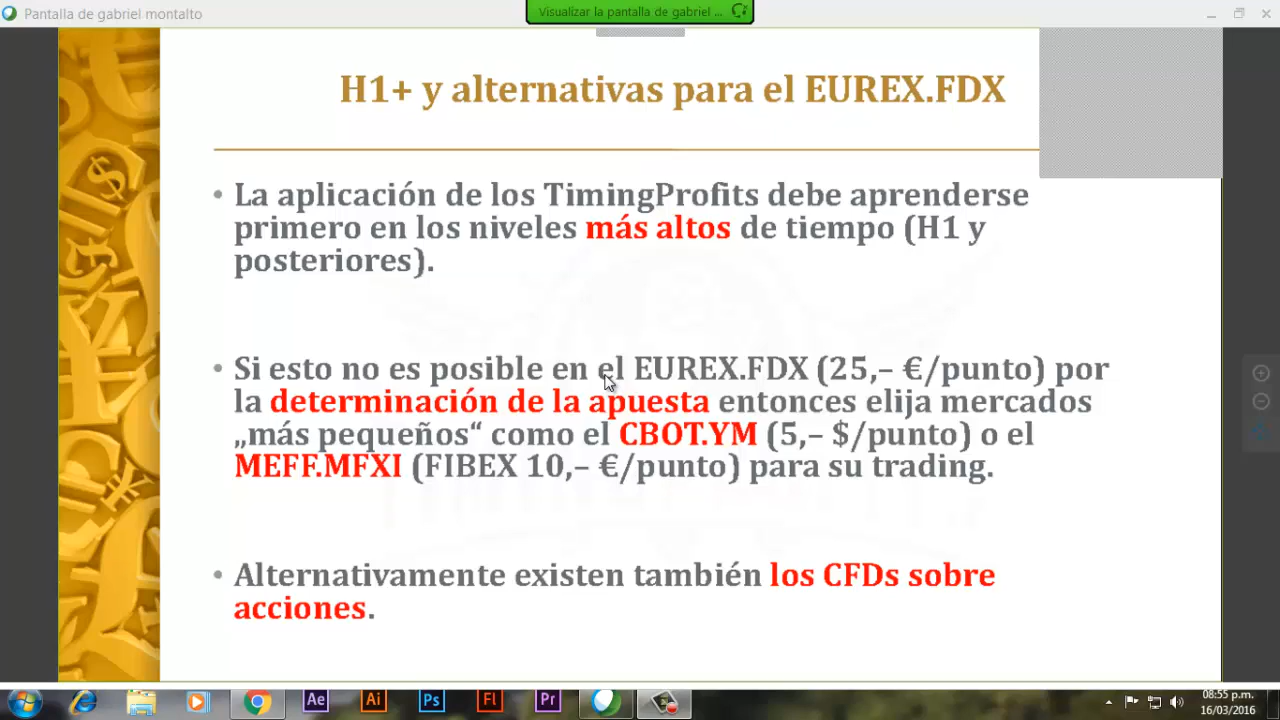 Pantalla de gabriel montalto
Visualizar la pantalla de gabriel ...
H1+ y alternativas para el EUREX.FDX
• La aplicación de los TimingProfits debe aprenderse
primero en los niveles más altos de tiempo (H1 y
posteriores).
• Si esto no es posible en el EUREX.FDX (25,– €/punto) por
la determinación de la apuesta entonces elija mercados
„más pequeños“ como el CBOT.YM (5,– $/punto) o el
MEFF.MFXI (FIBEX 10,– €/punto) para su trading.
• Alternativamente existen también los CFDs sobre
acciones.
Ae Ai Ps Fl Pr
08:55 p.m.
16/03/2016